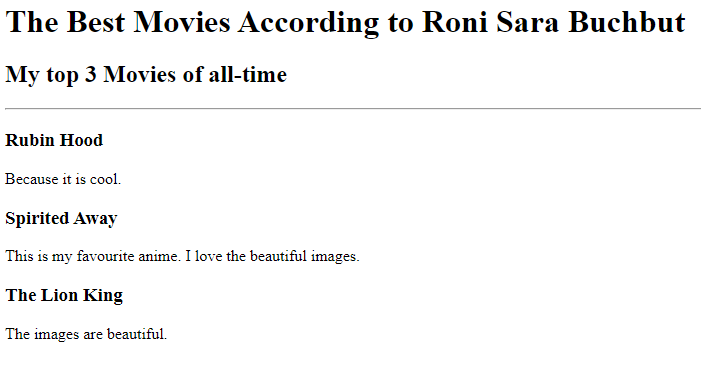 The Best Movies According to Roni Sara Buchbut
My top 3 Movies of all-time
Rubin Hood
Because it is cool.
Spirited Away
This is my favourite anime. I love the beautiful images.
The Lion King
The images are beautiful.